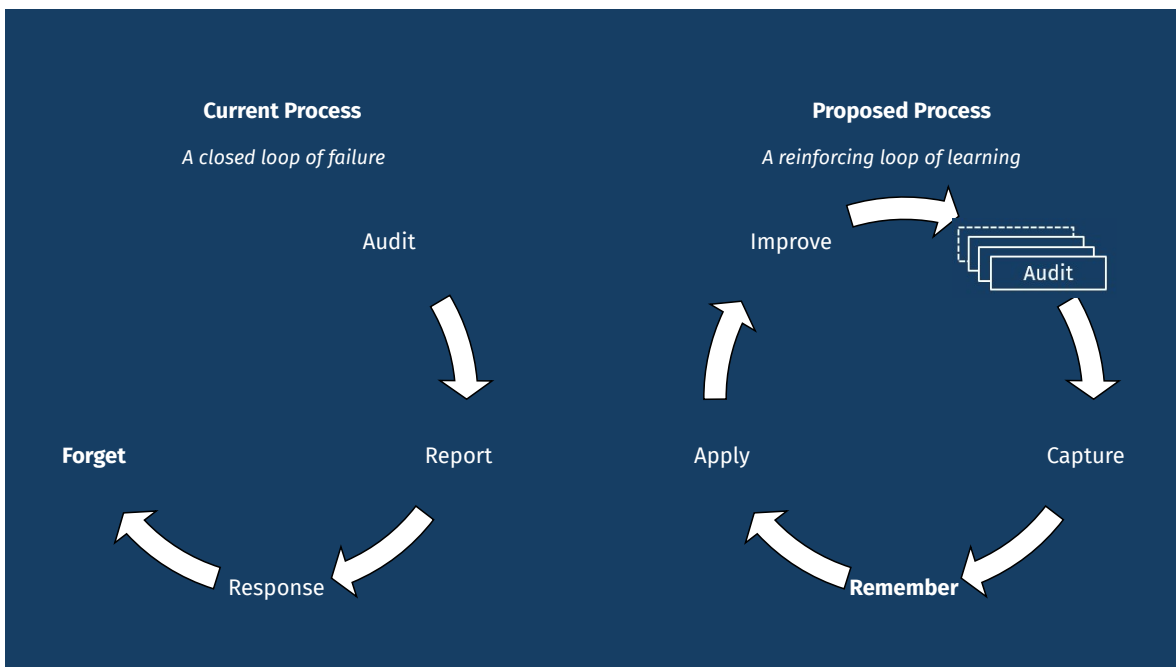 Current Process
A closed loop of failure
Audit
Report
Response
Forget
Proposed Process
A reinforcing loop of learning
Improve
Audit
Capture
Remember
Apply